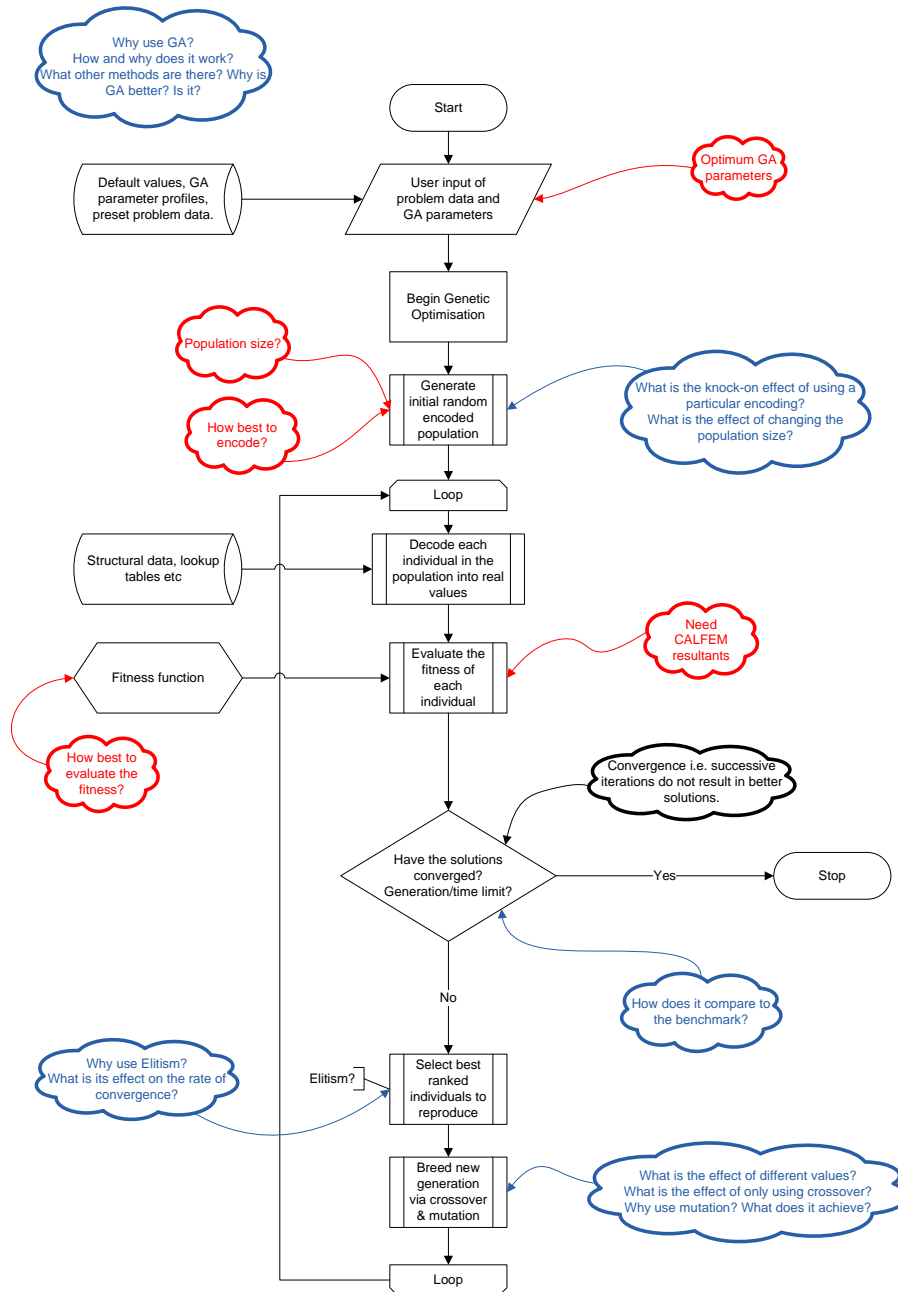 Why use GA?
How and why does it work?
What other methods are there? Why is
GA better? Is it?
Start
Default values, GA
parameter profiles,
preset problem data.
User input of
problem data and
GA parameters
Optimum GA
parameters
Begin Genetic
Optimisation
Population size?
Generate
initial random
encoded
population
What is the knock-on effect of using a
particular encoding?
What is the effect of changing the
population size?
How best to
encode?
Loop
Structural data, lookup
tables etc
Decode each
individual in the
population into real
values
Need
CALFEM
resultants
Fitness function
Evaluate the
fitness of
each
individual
How best to
evaluate the
fitness?
Convergence i.e. successive
iterations do not result in better
solutions.
Have the solutions
converged?
Generation/time limit?
Yes
Stop
No
How does it compare to
the benchmark?
Why use Elitism?
What is its effect on the rate of
convergence?
Elitism?
Select best
ranked
individuals to
reproduce
Breed new
generation
via crossover
& mutation
What is the effect of different values?
What is the effect of only using crossover?
Why use mutation? What does it achieve?
Loop